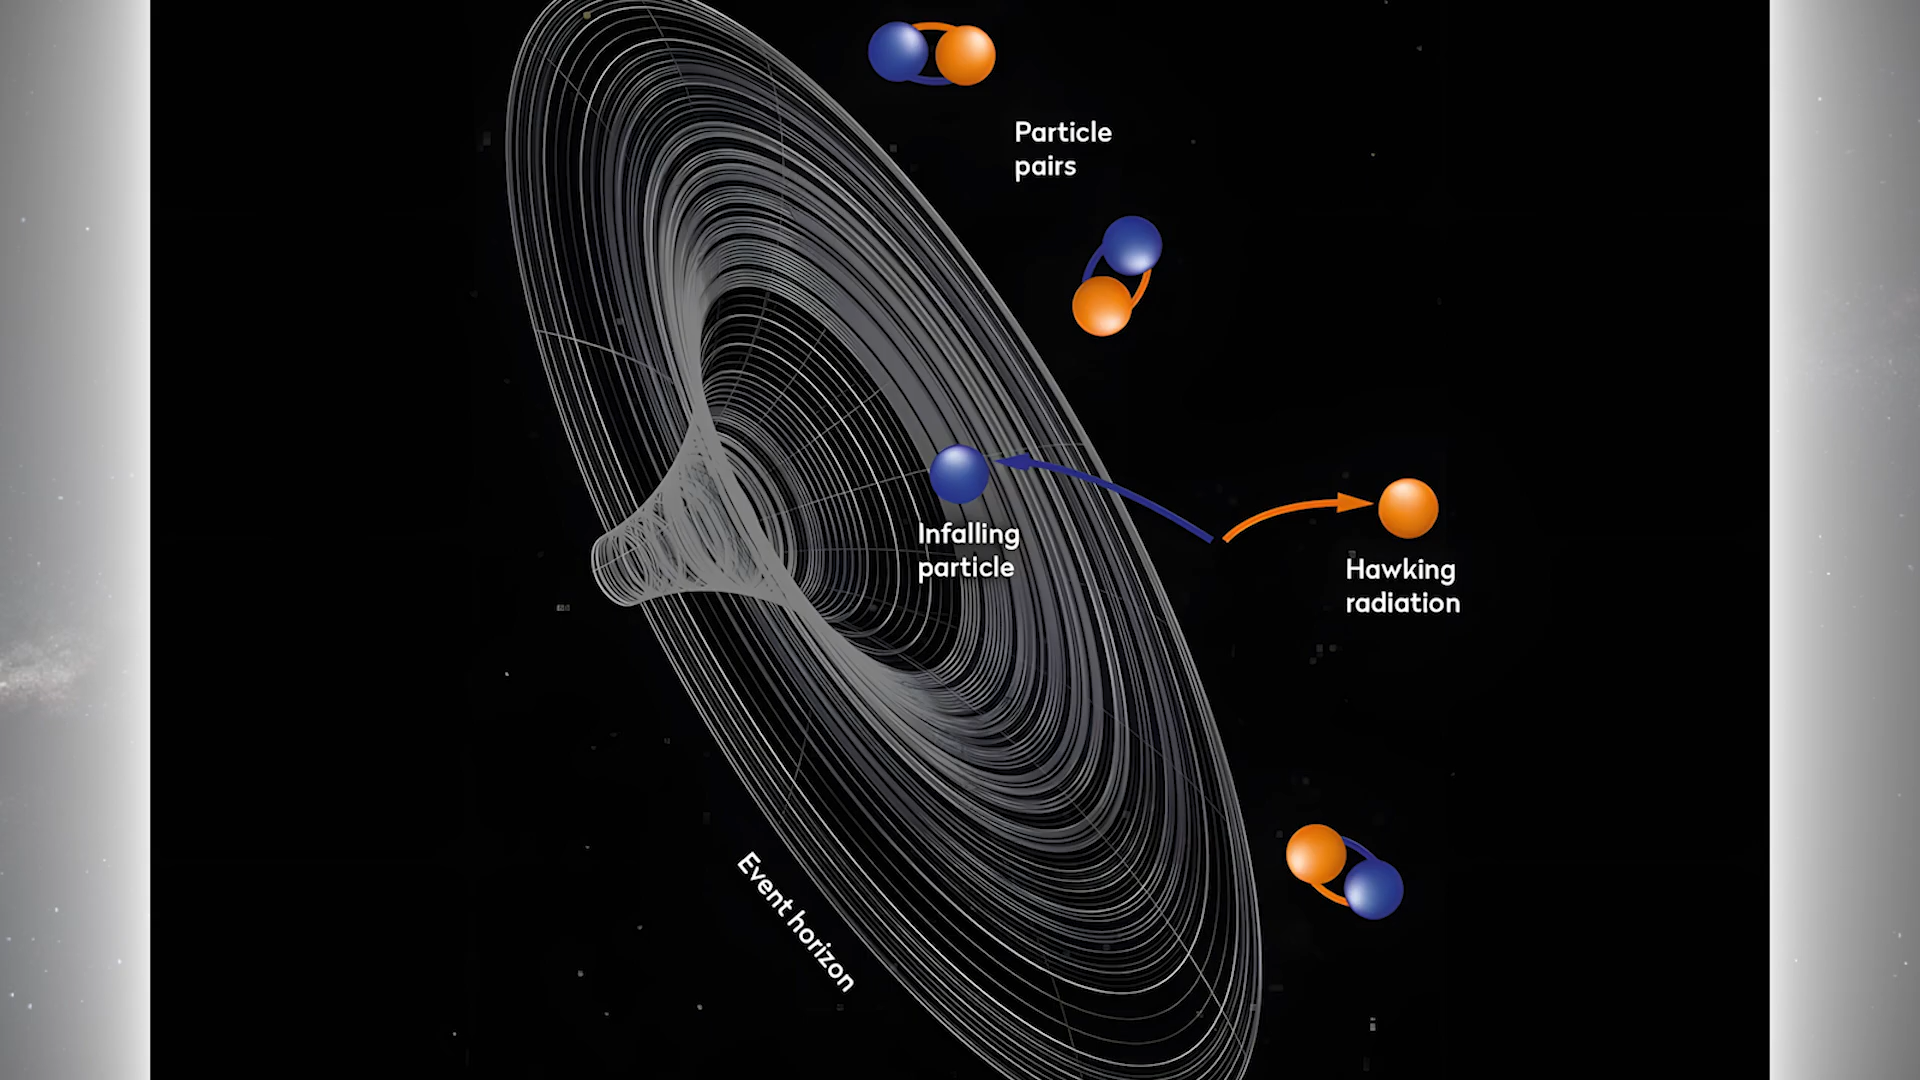 Particle
pairs
Infalling
particle
Hawking
radiation
Event horizon